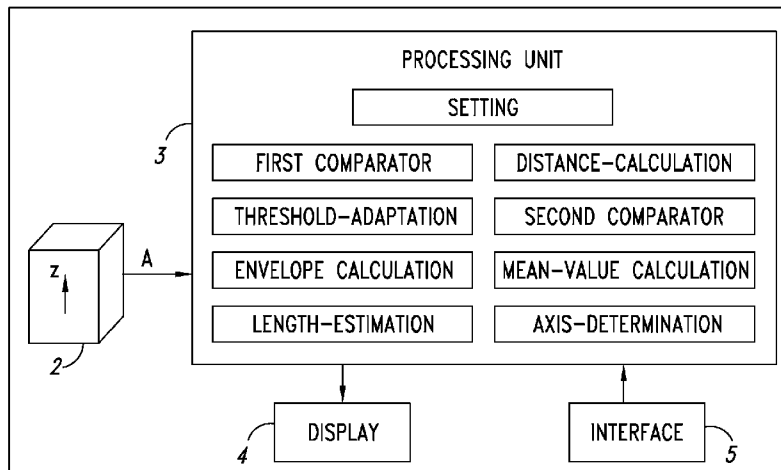 PROCESSING UNIT
SETTING
3
FIRST COMPARATOR
DISTANCE-CALCULATION
THRESHOLD-ADAPTATION
SECOND COMPARATOR
z
A
ENVELOPE CALCULATION
MEAN-VALUE CALCULATION
LENGTH-ESTIMATION
AXIS-DETERMINATION
2
4
DISPLAY
INTERFACE
5